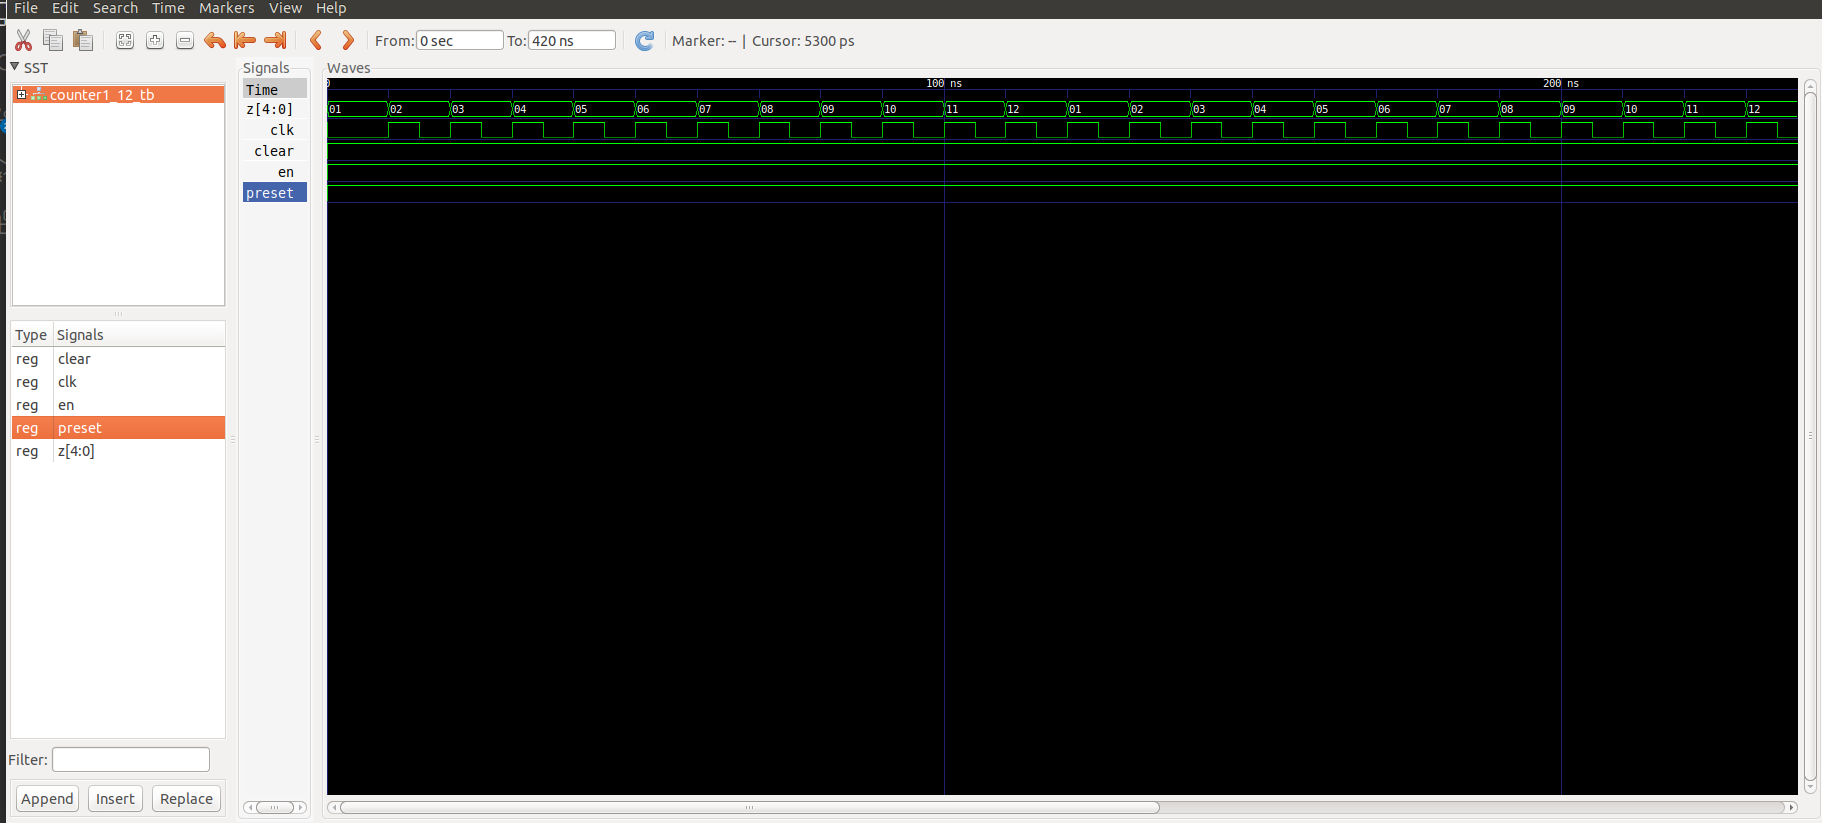 File Edit Search Time Markers View Help
From: 0 sec To: 420 ns Marker: -- | Cursor: 5300 ps
SST
counter1_12_tb
Type Signals
reg clear
reg clk
reg en
reg preset
reg z[4:0]
Filter:
Append Insert Replace
Signals
Time
z[4:0]
clk
clear
en
preset
Waves
0 100 ns 200 ns
01 02 03 04 05 06 07 08 09 10 11 12 01 02 03 04 05 06 07 08 09 10 11 12